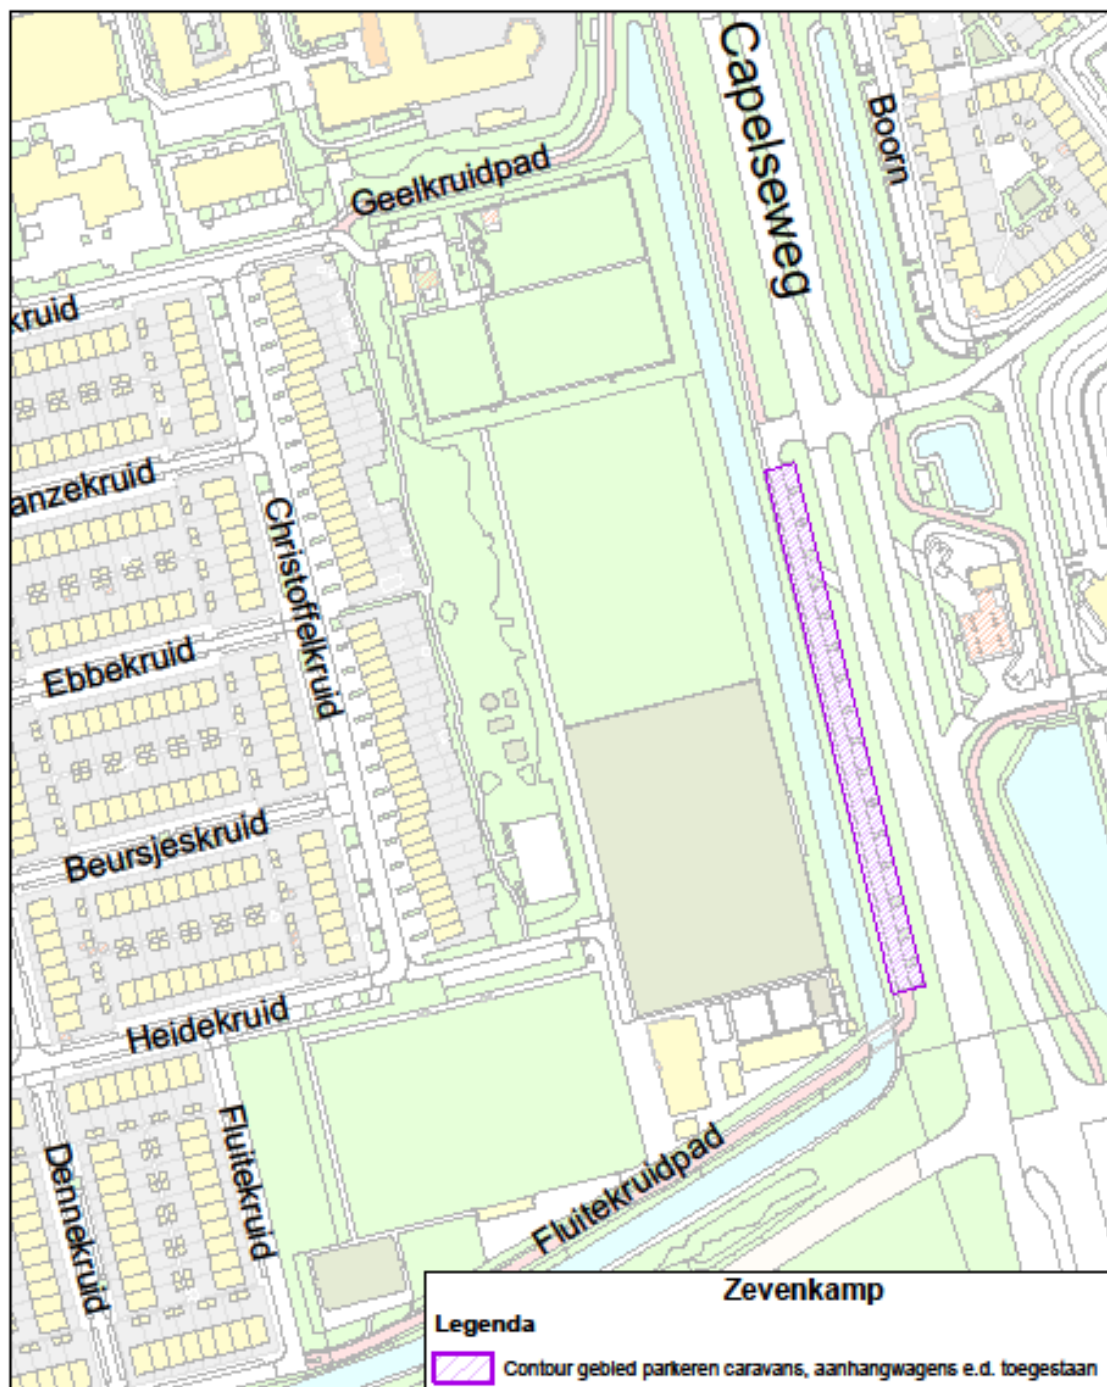 Capelseweg
Boorn
Geelkruidpad
kruid
anzekruid
Christoffelkruid
Ebbekruid
Beursjeskruid
Heidekruid
Fluitekruid
Dennekruid
Fluitekruidpad
Zevenkamp
Legenda
Contour gebied parkeren caravans, aanhangwagens e.d. toegestaan